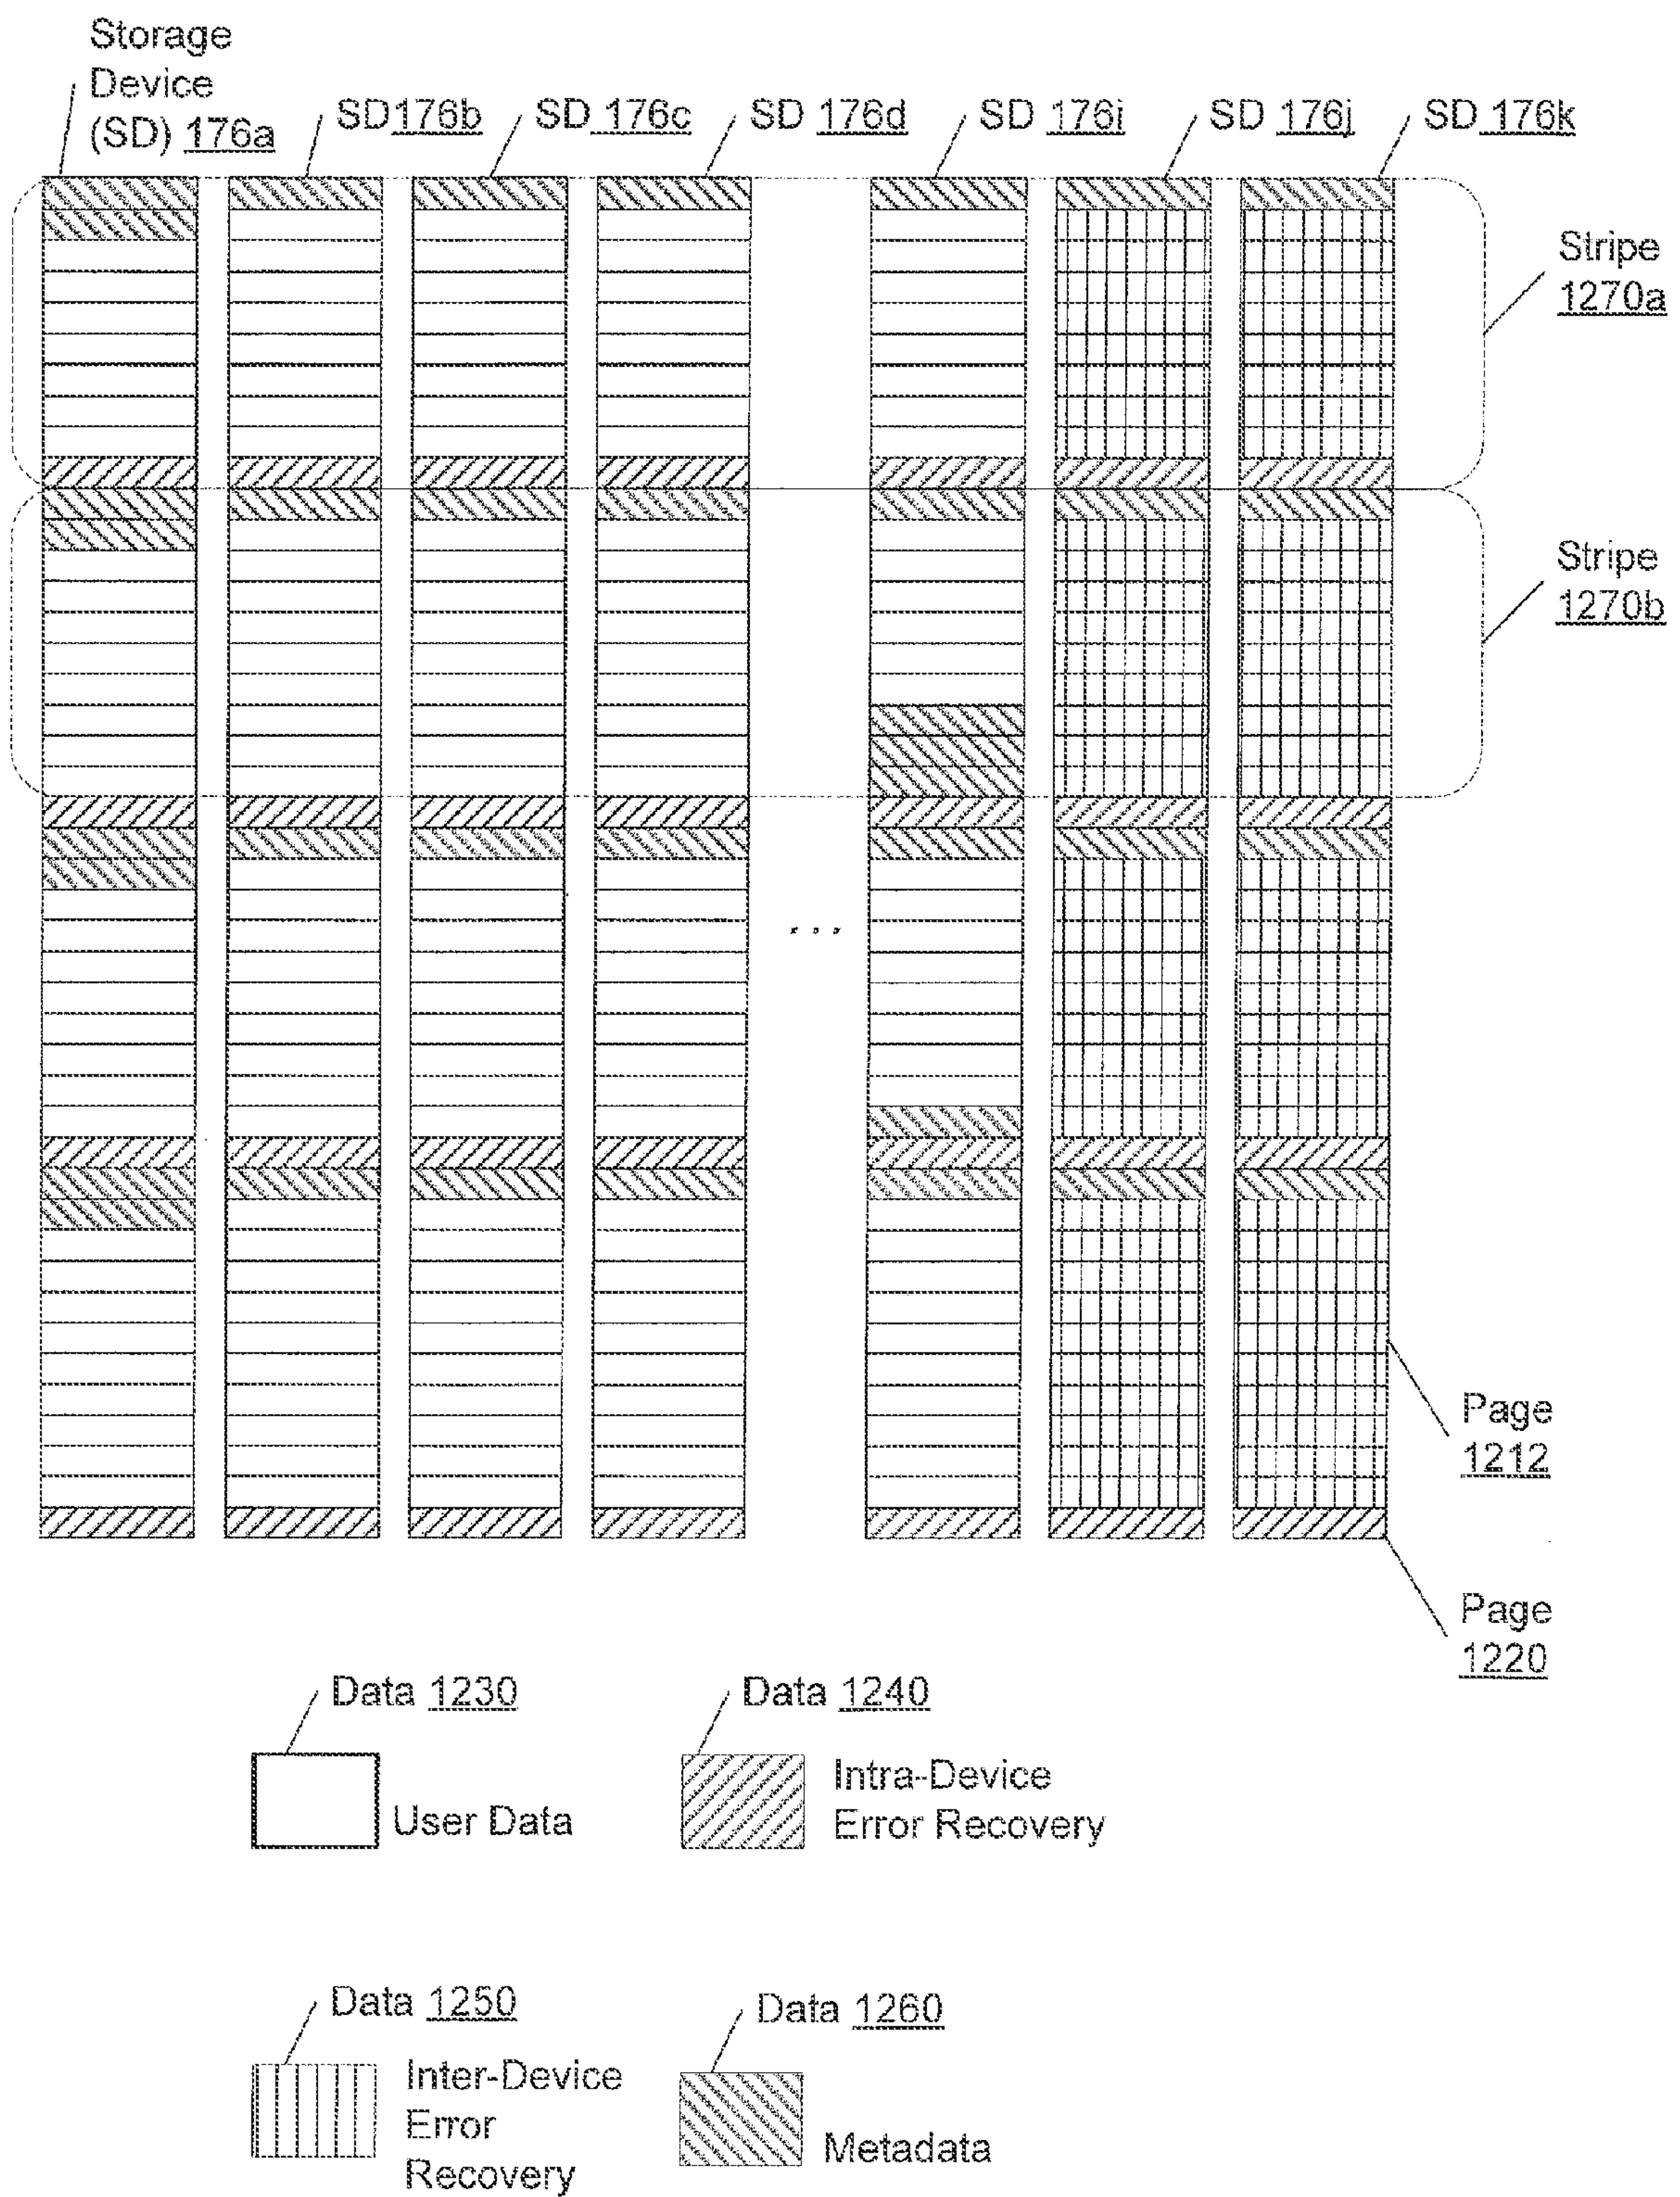 Storage
Device
(SD) 176a
SD176b
SD 176c
SD 176d
SD 176i
SD 176j
SD 176k
Stripe
1270a
Stripe
1270b
. . .
Page
1212
Page
1220
Data 1230
User Data
Data 1240
Intra-Device
Error Recovery
Data 1250
Inter-Device
Error
Recovery
Data 1260
Metadata